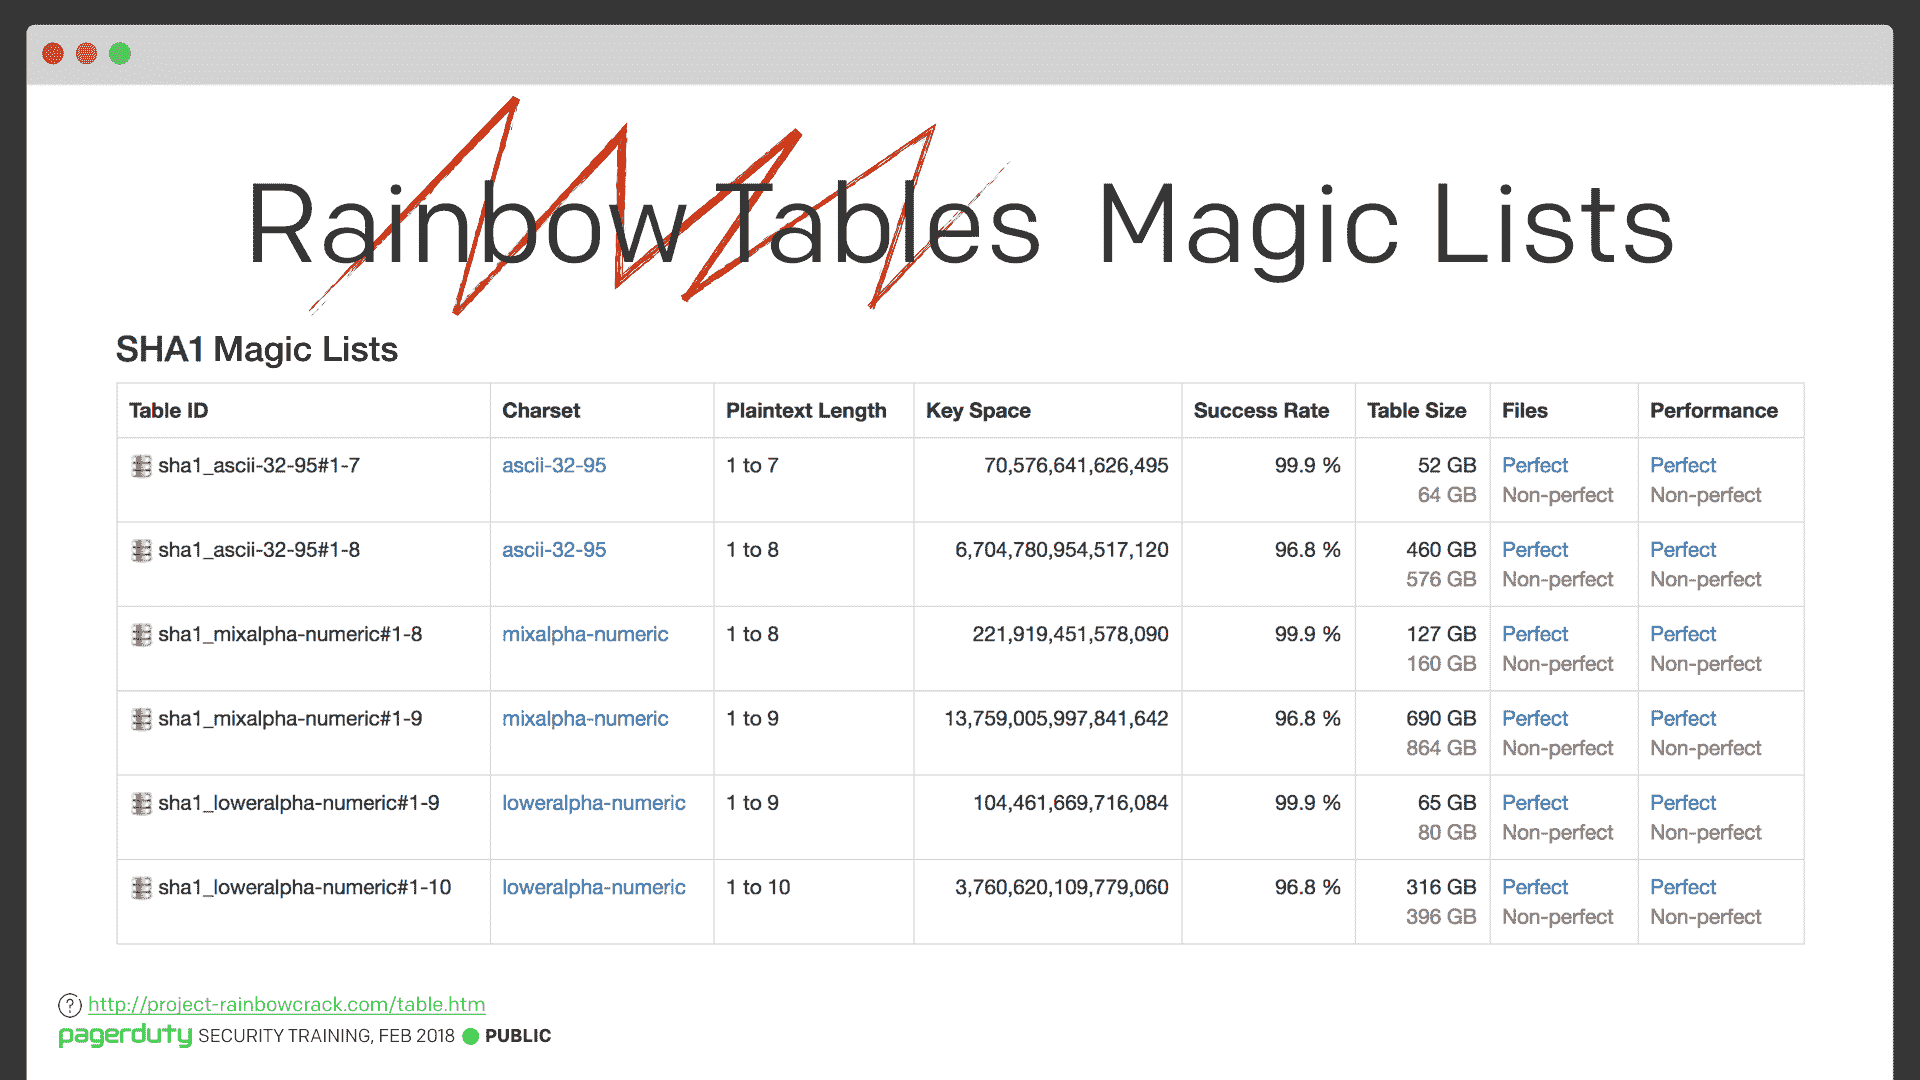 Rainbow Tables Magic Lists
SHA1 Magic Lists
Table ID Charset Plaintext Length Key Space Success Rate Table Size Files Performance
sha1_ascii-32-95#1-7 ascii-32-95 1 to 7 70,576,641,626,495 99.9 % 52 GB Perfect Perfect
64 GB Non-perfect Non-perfect
sha1_ascii-32-95#1-8 ascii-32-95 1 to 8 6,704,780,954,517,120 96.8 % 460 GB Perfect Perfect
576 GB Non-perfect Non-perfect
sha1_mixalpha-numeric#1-8 mixalpha-numeric 1 to 8 221,919,451,578,090 99.9 % 127 GB Perfect Perfect
160 GB Non-perfect Non-perfect
sha1_mixalpha-numeric#1-9 mixalpha-numeric 1 to 9 13,759,005,997,841,642 96.8 % 690 GB Perfect Perfect
864 GB Non-perfect Non-perfect
sha1_loweralpha-numeric#1-9 loweralpha-numeric 1 to 9 104,461,669,716,084 99.9 % 65 GB Perfect Perfect
80 GB Non-perfect Non-perfect
sha1_loweralpha-numeric#1-10 loweralpha-numeric 1 to 10 3,760,620,109,779,060 96.8 % 316 GB Perfect Perfect
396 GB Non-perfect Non-perfect
? http://project-rainbowcrack.com/table.htm
pagerduty SECURITY TRAINING, FEB 2018 PUBLIC